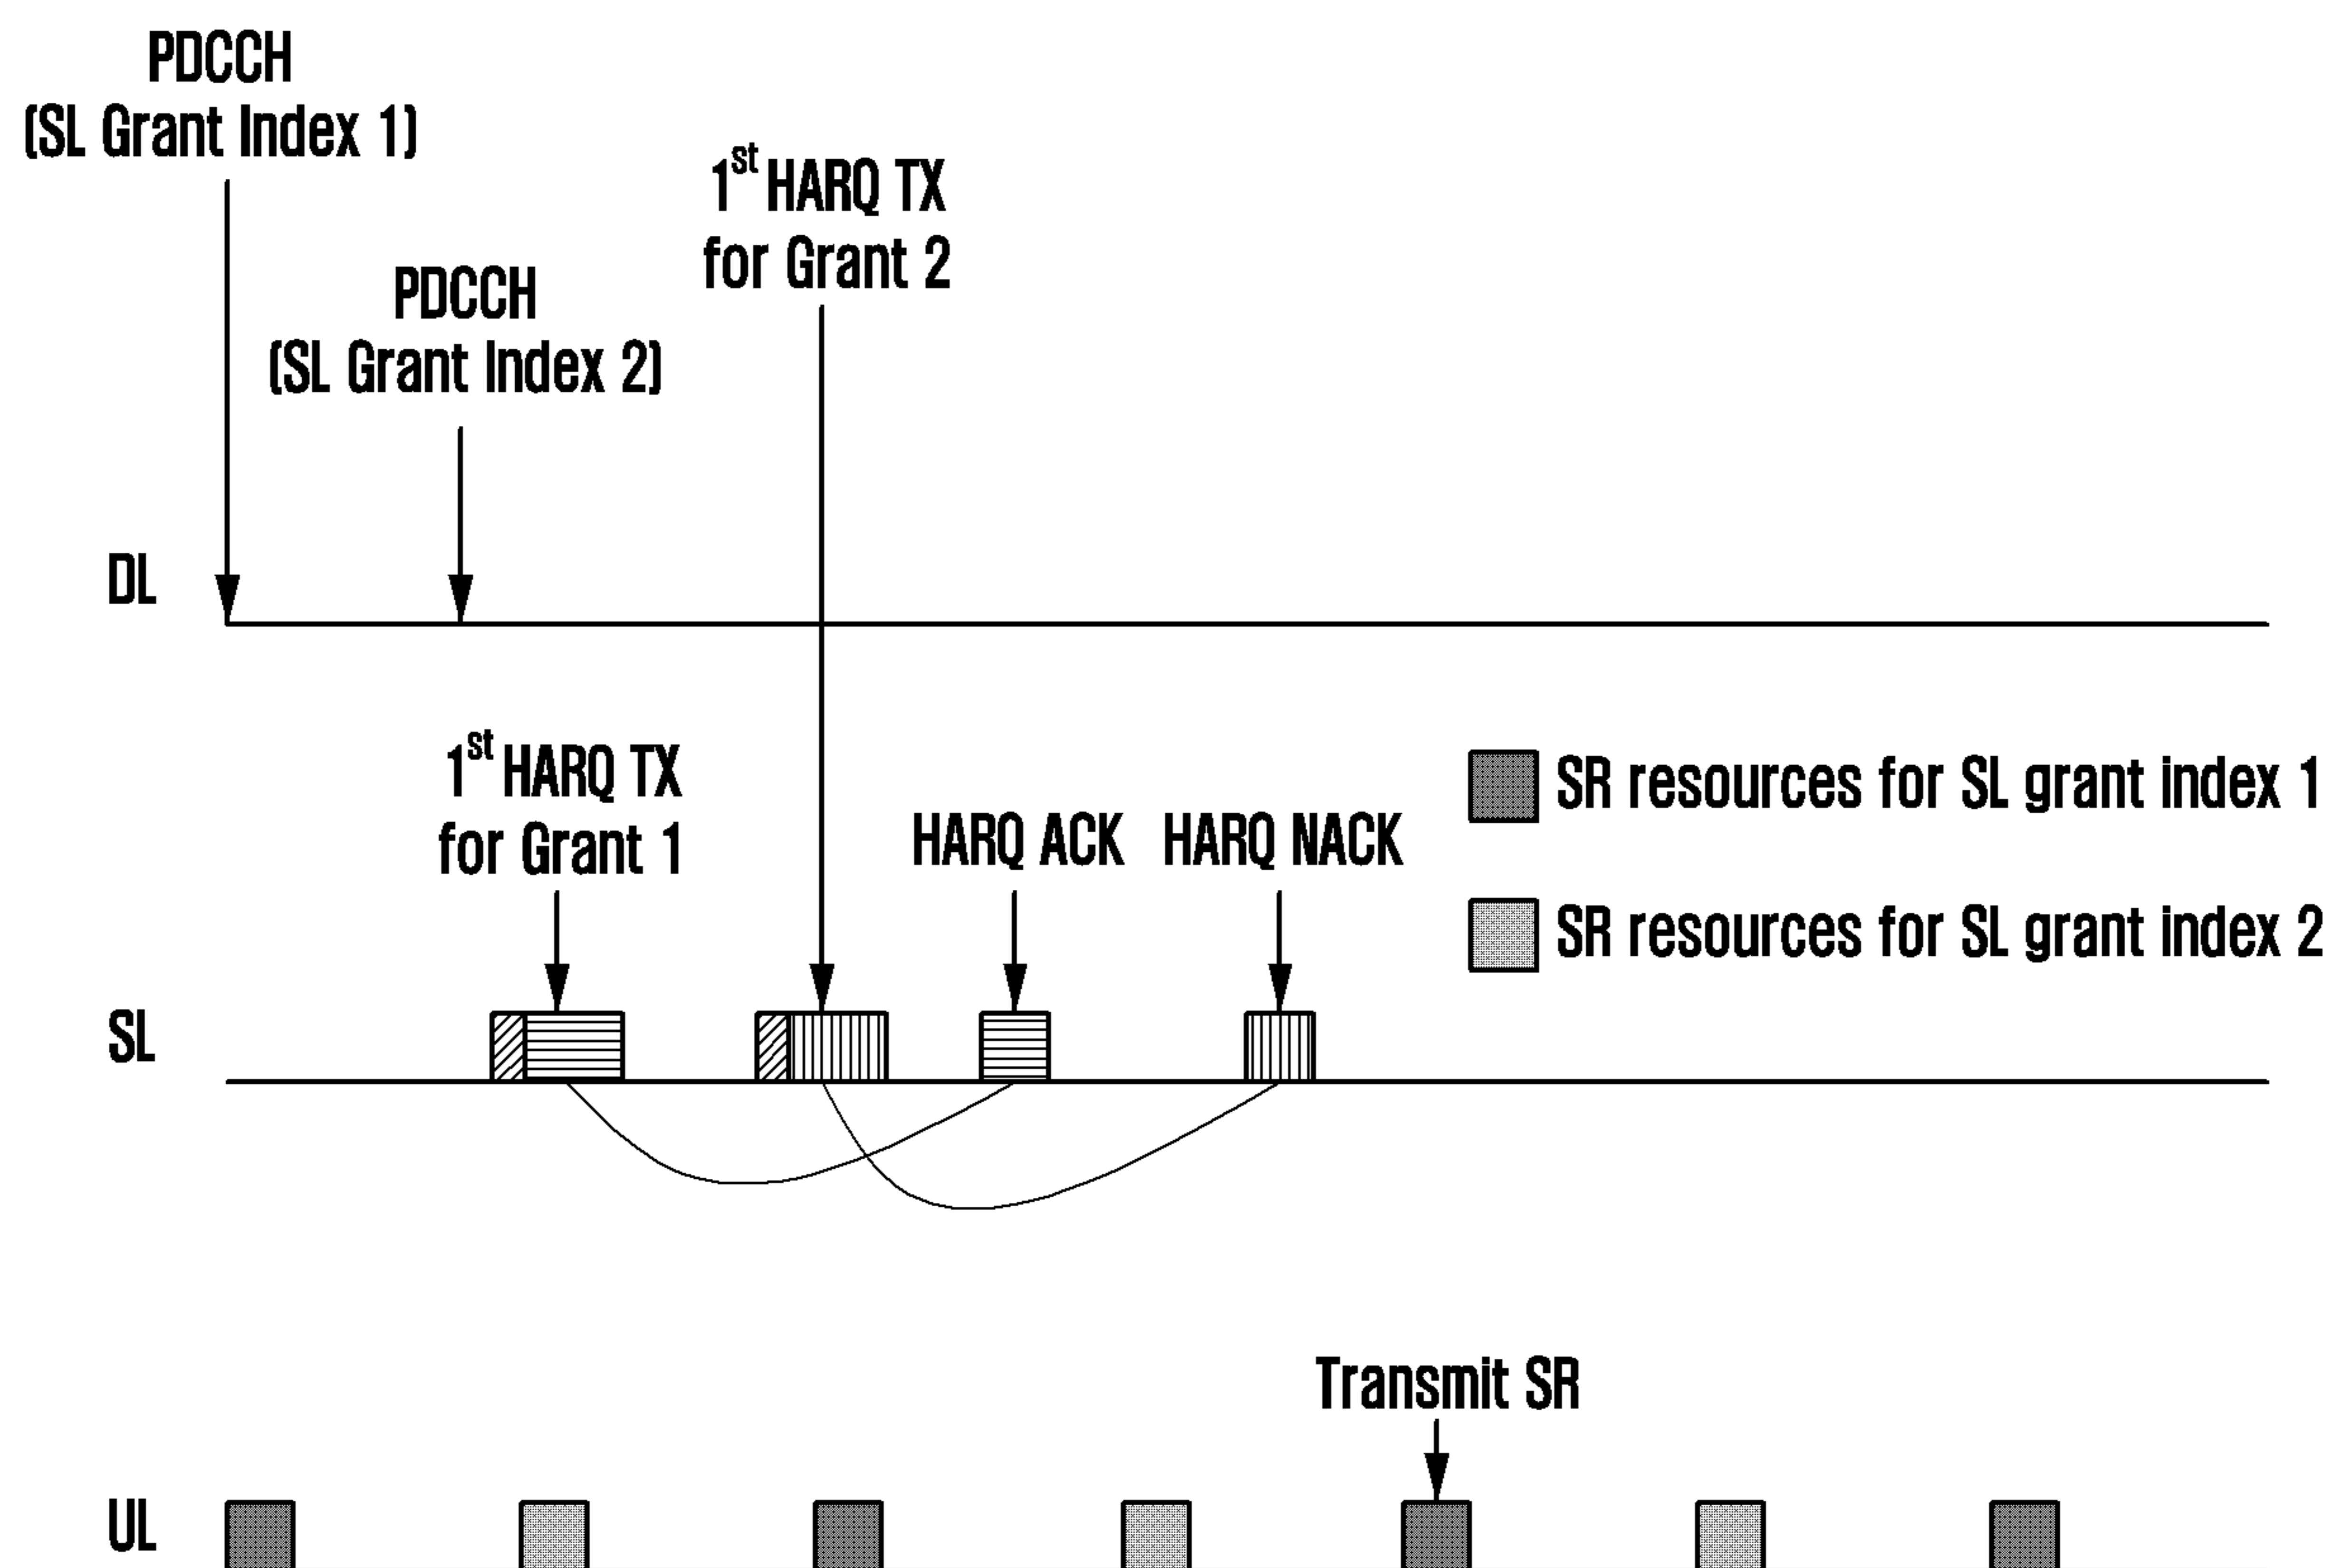 PDCCH
(SL Grant Index 1)
1st HARQ TX
for Grant 2
PDCCH
(SL Grant Index 2)
DL
1st HARQ TX
for Grant 1
HARQ ACK
HARQ NACK
SR resources for SL grant index 1
SR resources for SL grant index 2
SL
Transmit SR
UL